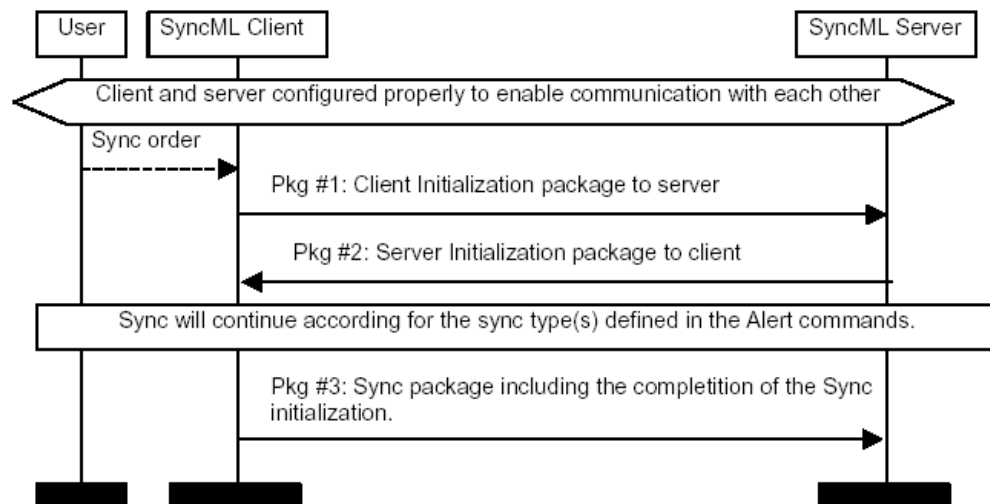 User
SyncML Client
SyncML Server
Client and server configured properly to enable communication with each other
Sync order
Pkg #1: Client Initialization package to server
Pkg #2: Server Initialization package to client
Sync will continue according for the sync type(s) defined in the Alert commands.
Pkg #3: Sync package including the completition of the Sync
initialization.